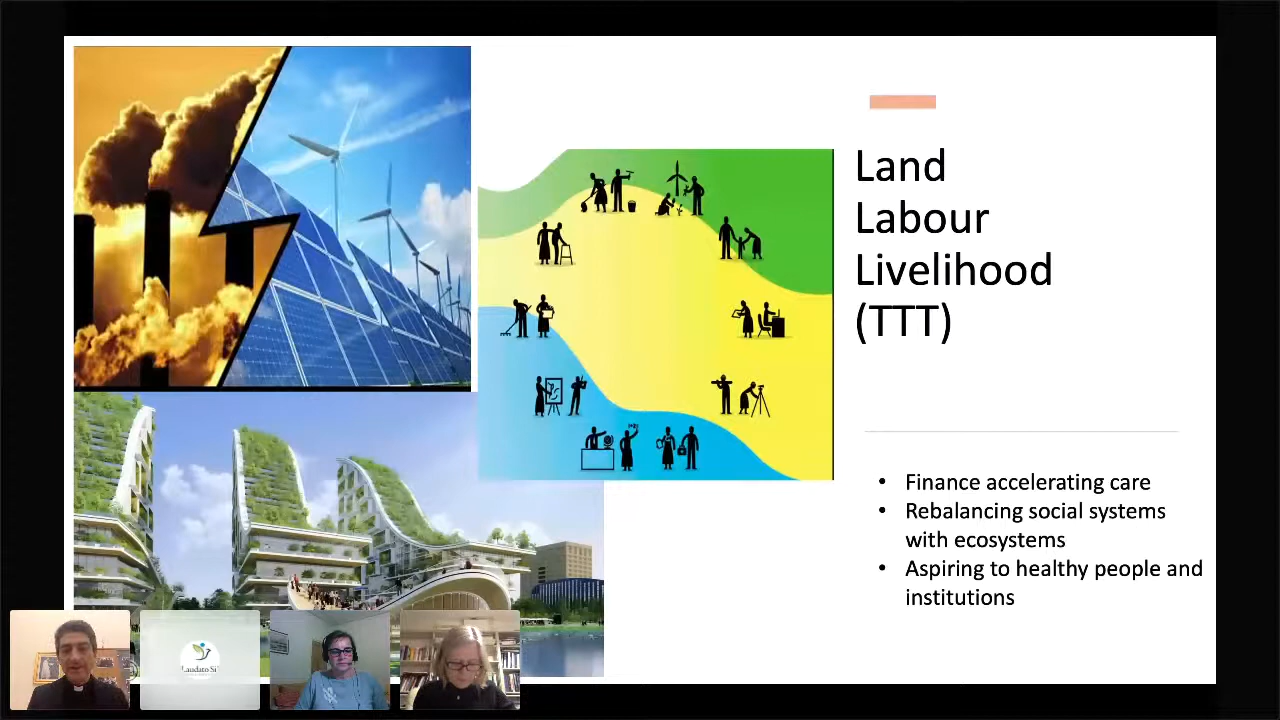 Land
Labour
Livelihood
(TTT)
• Finance accelerating care
• Rebalancing social systems
with ecosystems
• Aspiring to healthy people and
institutions
Laudato Si'